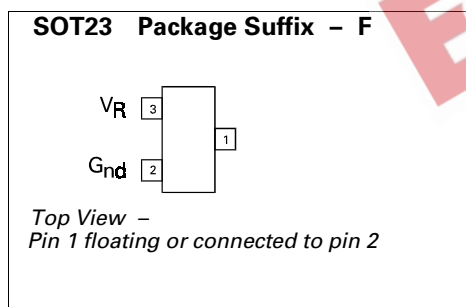 SOT23 Package Suffix – F
VR 3
1
Gnd 2
Top View –
Pin 1 floating or connected to pin 2